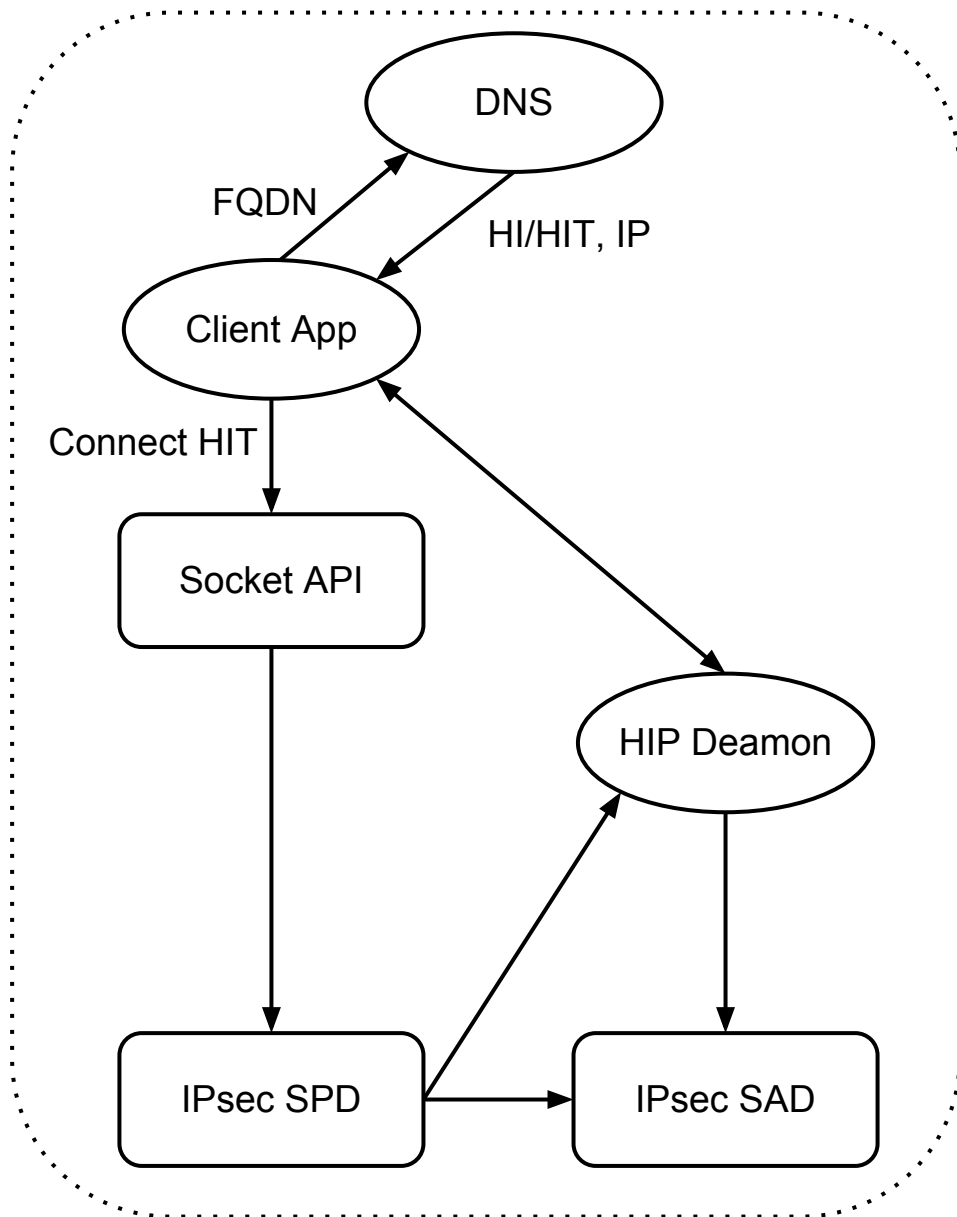 DNS
FQDN
HI/HIT, IP
Client App
Connect HIT
Socket API
HIP Deamon
IPsec SPD
IPsec SAD